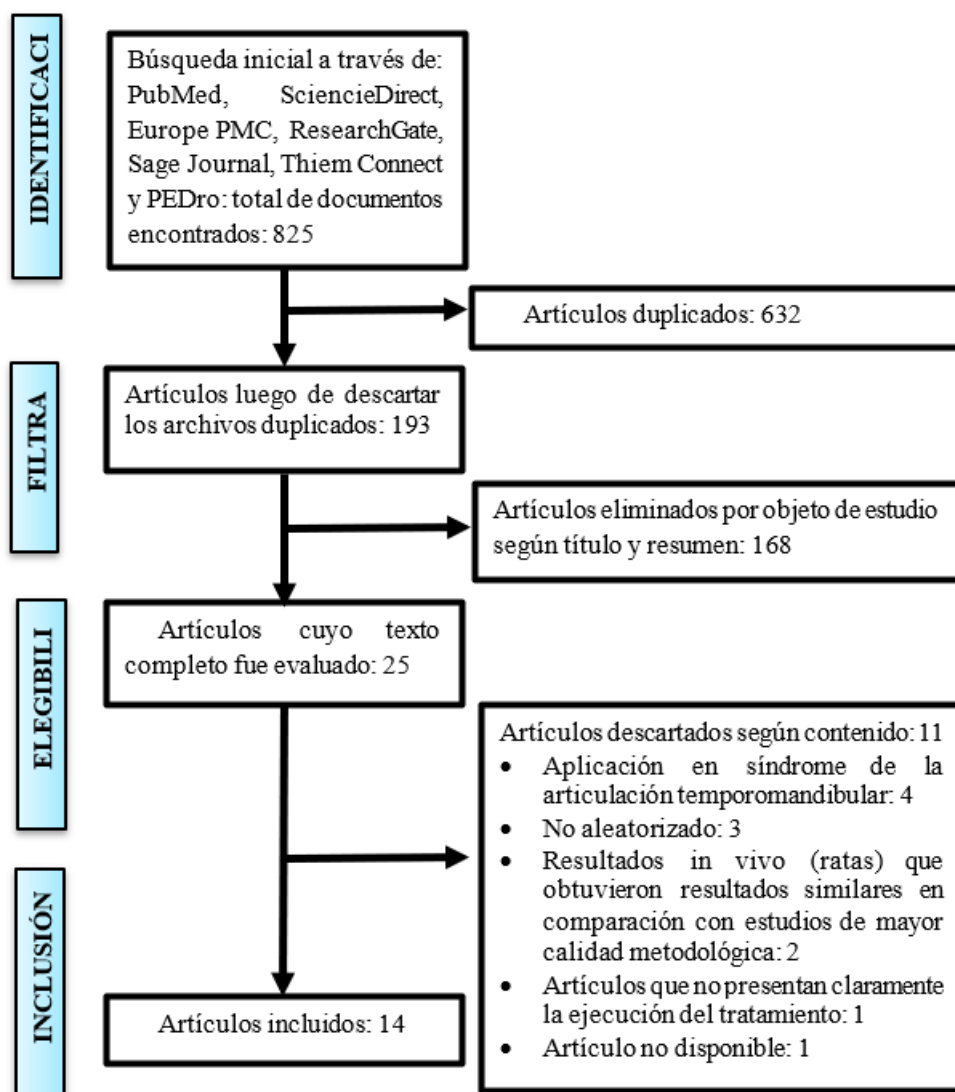 IDENTIFICACI
Búsqueda inicial a través de:
PubMed, SciencieDirect,
Europe PMC, ResearchGate,
Sage Journal, Thiem Connect
y PEDro: total de documentos
encontrados: 825
Artículos duplicados: 632
FILTRA
Artículos luego de descartar
los archivos duplicados: 193
Artículos eliminados por objeto de estudio
según título y resumen: 168
ELEGIBILI
Artículos cuyo texto
completo fue evaluado: 25
Artículos descartados según contenido: 11
• Aplicación en síndrome de la
articulación temporomandibular: 4
• No aleatorizado: 3
• Resultados in vivo (ratas) que
obtuvieron resultados similares en
comparación con estudios de mayor
calidad metodológica: 2
• Artículos que no presentan claramente
la ejecución del tratamiento: 1
• Artículo no disponible: 1
INCLUSIÓN
Artículos incluidos: 14